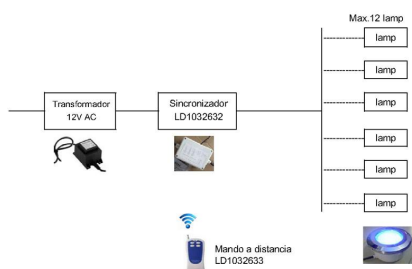 Max.12 lamp
lamp
lamp
lamp
lamp
lamp
lamp
Transformador
12V AC
Sincronizador
LD1032632
Mando a distancia
LD1032633